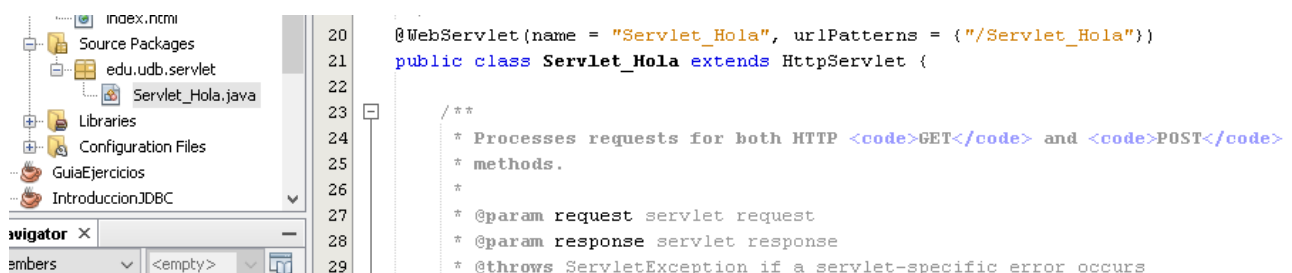 index.html
Source Packages
edu.udb.servlet
Servlet_Hola.java
Libraries
Configuration Files
GuiaEjercicios
IntroduccionJDBC
avigator ×
embers <empty>
20 @WebServlet(name = "Servlet_Hola", urlPatterns = {"/Servlet_Hola"})
21 public class Servlet_Hola extends HttpServlet {
22
23 /**
24 * Processes requests for both HTTP <code>GET</code> and <code>POST</code>
25 * methods.
26 *
27 * @param request servlet request
28 * @param response servlet response
29 * @throws ServletException if a servlet-specific error occurs